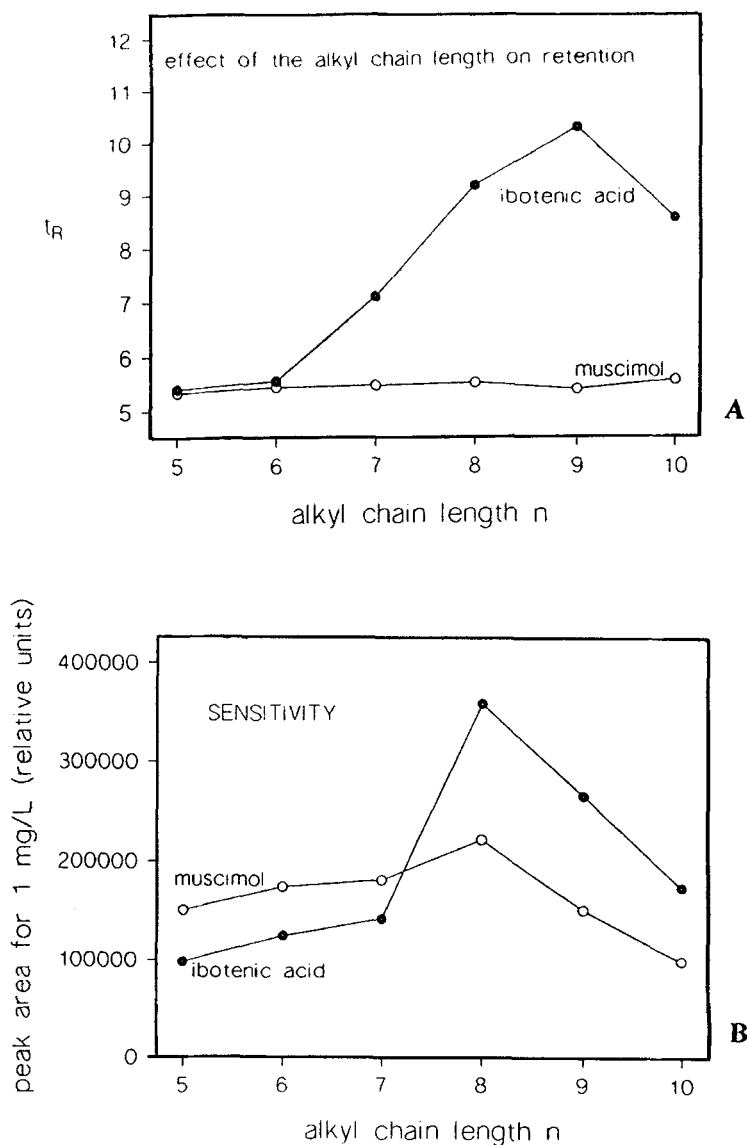 12
effect of the alkyl chain length on retention
11
10
9
ibotenic acid
tR
8
7
6
muscimol
5
A
5 6 7 8 9 10
alkyl chain length n
peak area for 1 mg/L (relative units)
400000
SENSITIVITY
300000
200000
muscimol
100000
ibotenic acid
0
B
5 6 7 8 9 10
alkyl chain length n